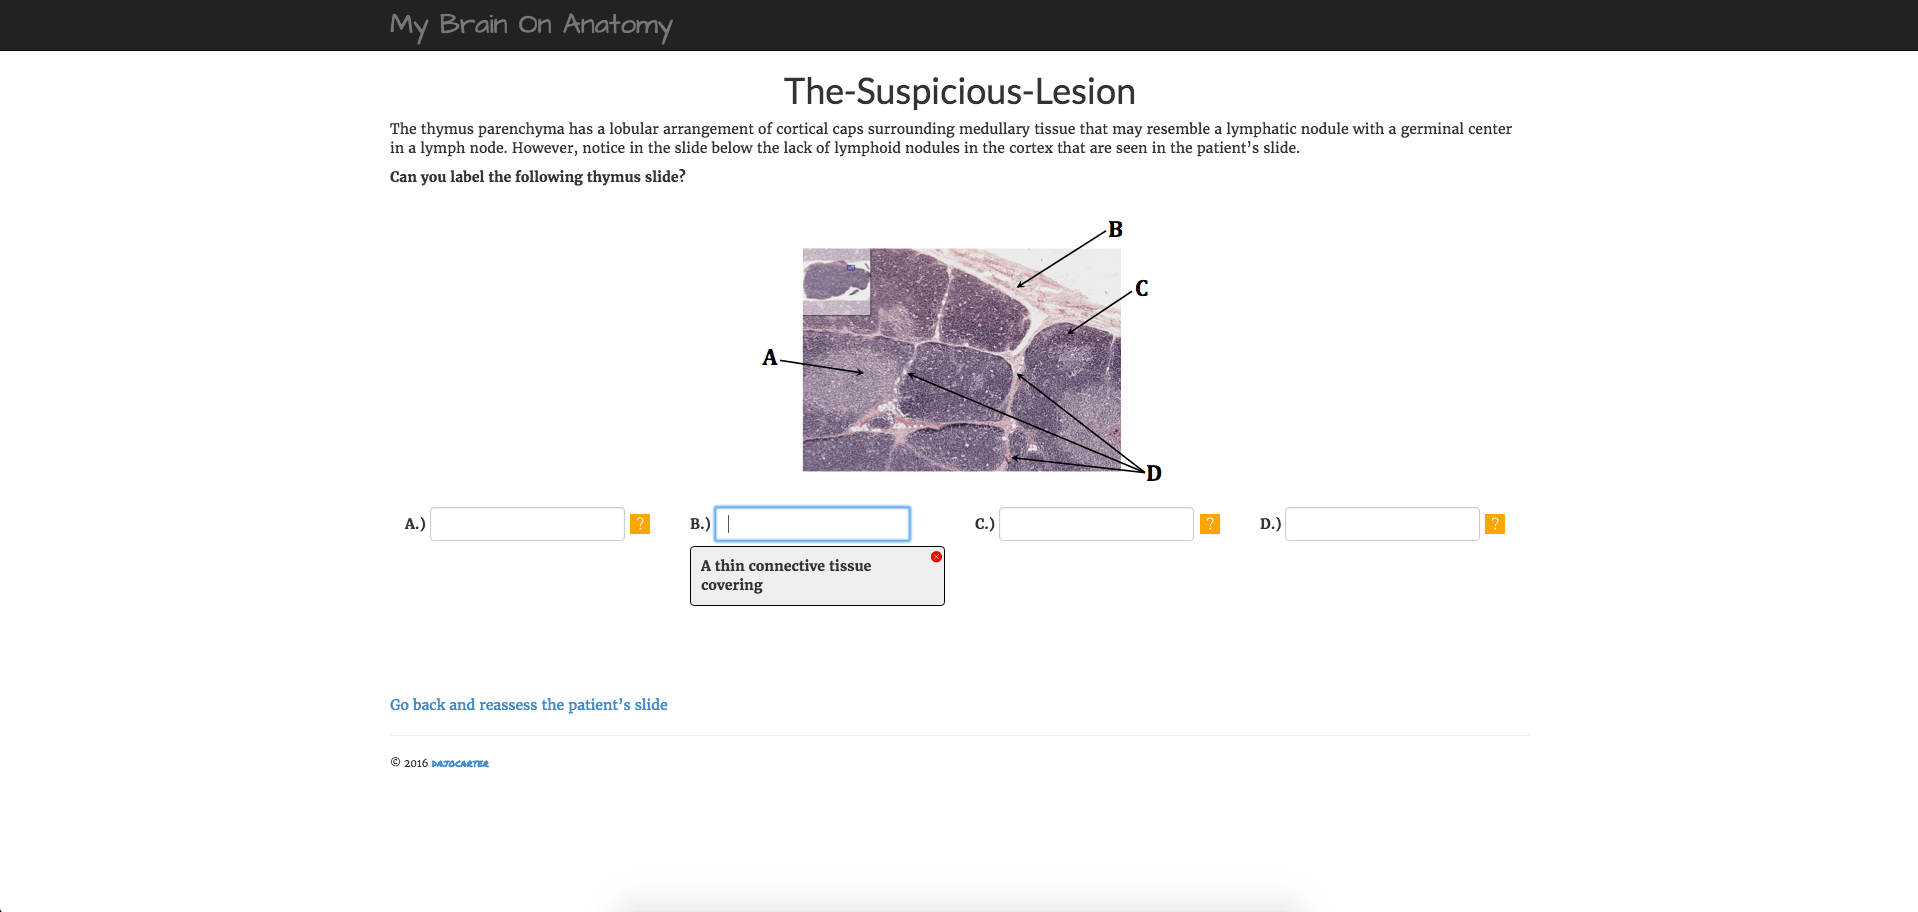 My Brain On Anatomy
The-Suspicious-Lesion
The thymus parenchyma has a lobular arrangement of cortical caps surrounding medullary tissue that may resemble a lymphatic nodule with a germinal center
in a lymph node. However, notice in the slide below the lack of lymphoid nodules in the cortex that are seen in the patient's slide.
Can you label the following thymus slide?
B
C
A
D
A.) ? B.) C.) ? D.) ?
A thin connective tissue
covering
Go back and reassess the patient's slide
© 2016 DAJOCARTER